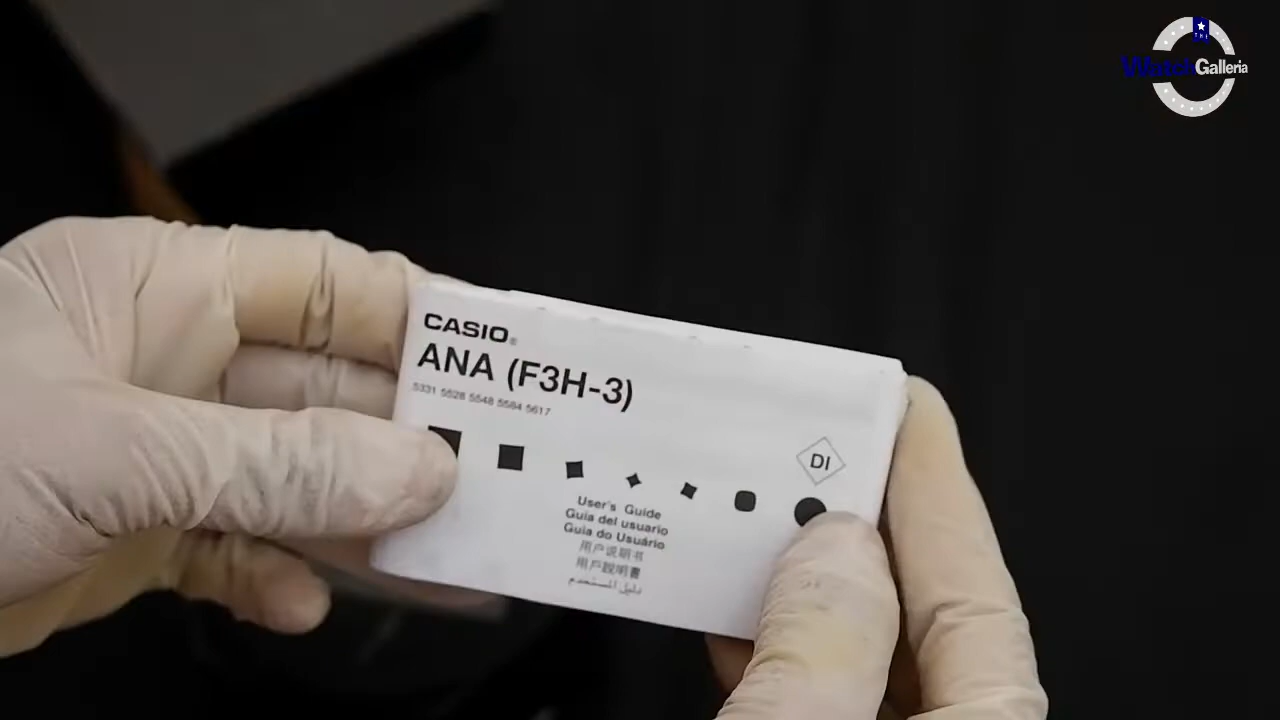 THE
WatchGalleria
CASIO®
ANA (F3H-3)
5331 5528 5548 5584 5617
DI
User's Guide
Guía del usuario
Guia do Usuário
用户说明书
用戶說明書
دليل المستخدم